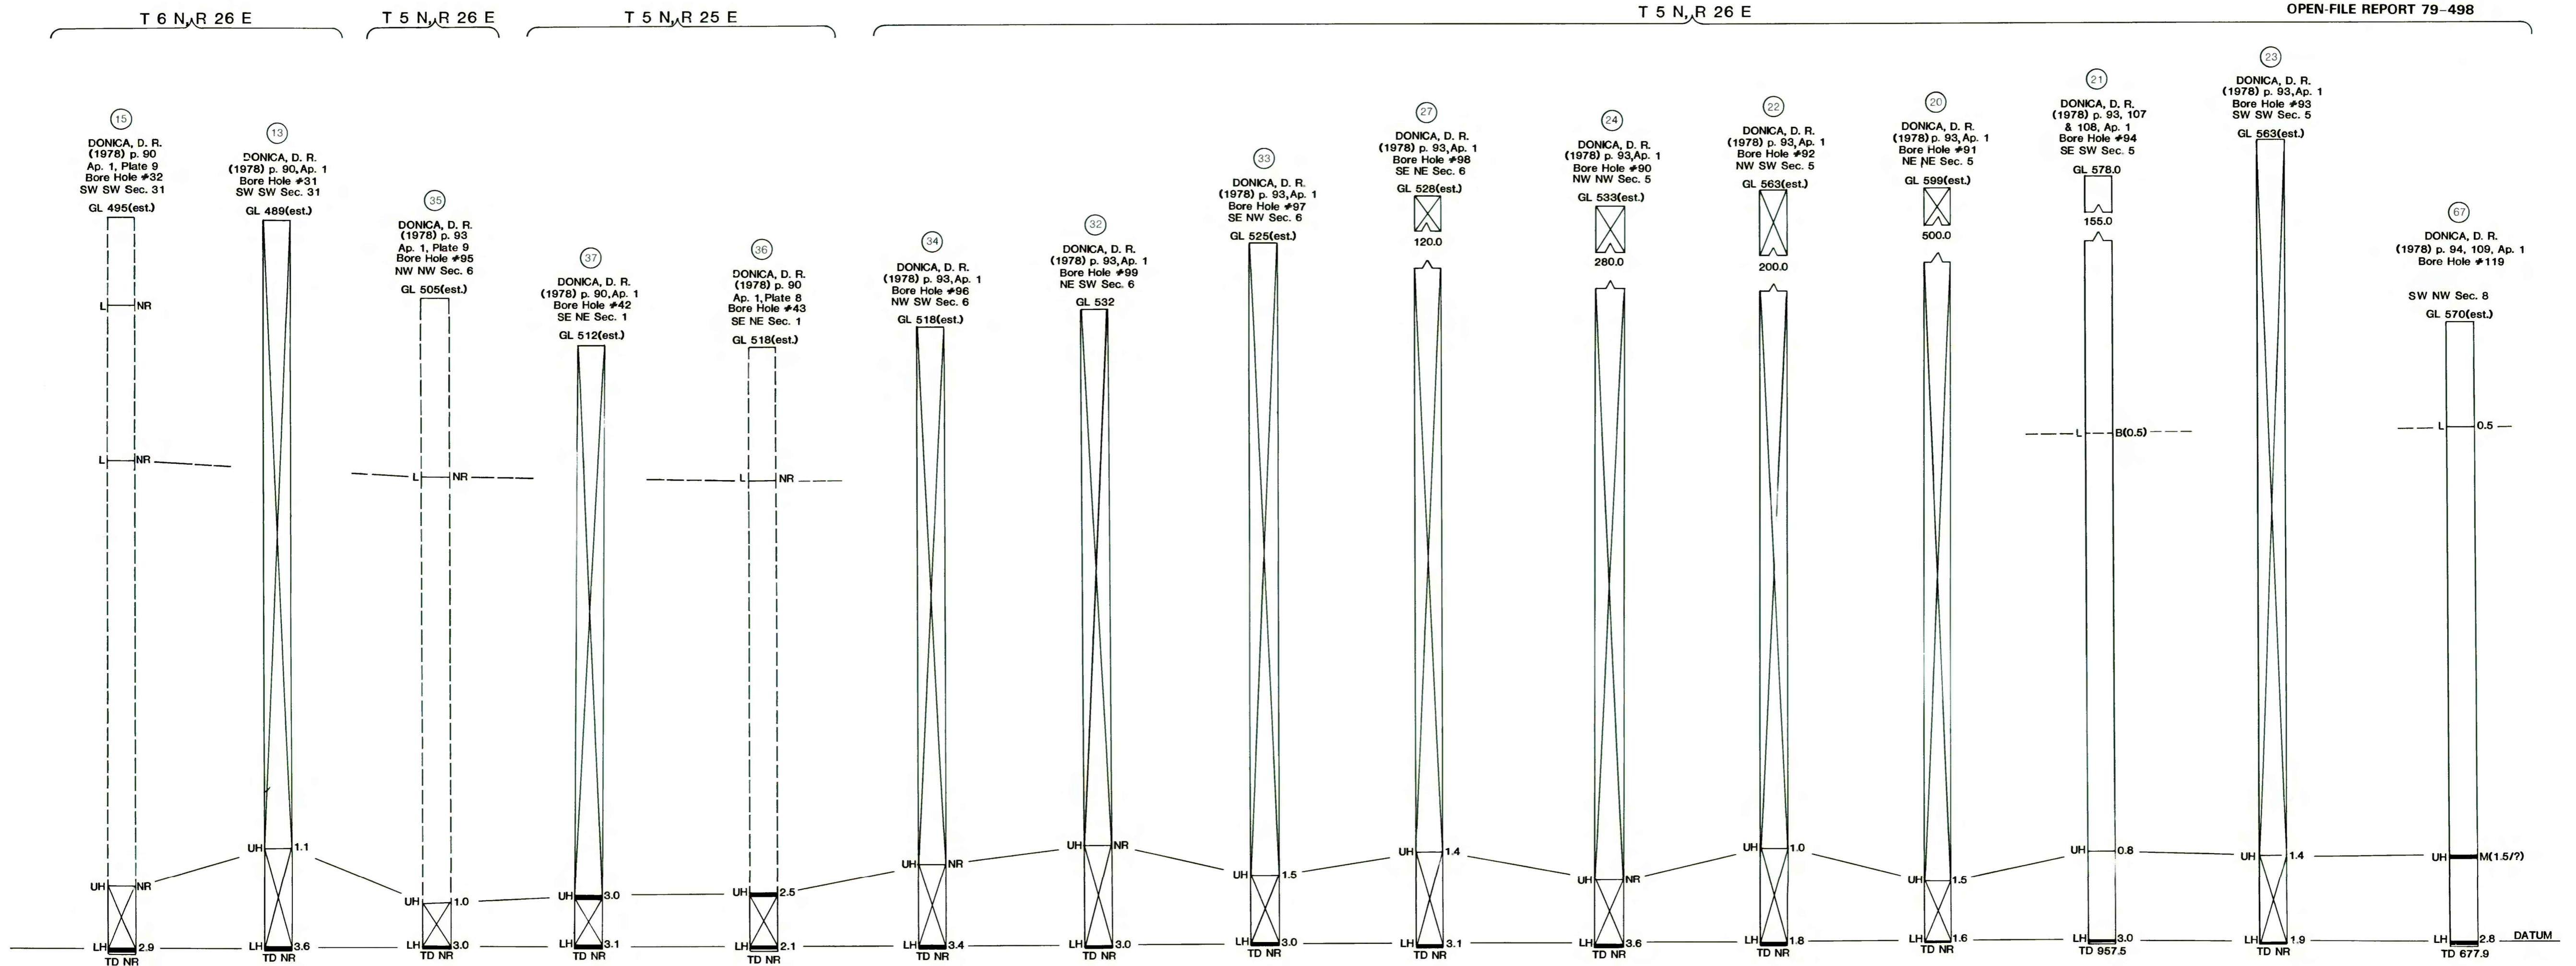 T 6 N, R 26 E
T 5 N, R 26 E
T 5 N, R 25 E
T 5 N, R 26 E
OPEN-FILE REPORT 79-498
15
DONICA, D. R.
(1978) p. 90
Ap. 1, Plate 9
Bore Hole #32
SW SW Sec. 31
GL 495(est.)
L NR
L NR
UH NR
LH 2.9
TD NR
13
DONICA, D. R.
(1978) p. 90, Ap. 1
Bore Hole #31
SW SW Sec. 31
GL 489(est.)
UH 1.1
LH 3.6
TD NR
35
DONICA, D. R.
(1978) p. 93
Ap. 1, Plate 9
Bore Hole #95
NW NW Sec. 6
GL 505(est.)
L NR
UH 1.0
LH 3.0
TD NR
37
DONICA, D. R.
(1978) p. 90, Ap. 1
Bore Hole #42
SE NE Sec. 1
GL 512(est.)
UH 3.0
LH 3.1
TD NR
36
DONICA, D. R.
(1978) p. 90
Ap. 1, Plate 8
Bore Hole #43
SE NE Sec. 1
GL 518(est.)
L NR
UH 2.5
LH 2.1
TD NR
34
DONICA, D. R.
(1978) p. 93, Ap. 1
Bore Hole #96
NW SW Sec. 6
GL 518(est.)
UH NR
LH 3.4
TD NR
32
DONICA, D. R.
(1978) p. 93, Ap. 1
Bore Hole #99
NE SW Sec. 6
GL 532
UH NR
LH 3.0
TD NR
33
DONICA, D. R.
(1978) p. 93, Ap. 1
Bore Hole #97
SE NW Sec. 6
GL 525(est.)
UH 1.5
LH 3.0
TD NR
27
DONICA, D. R.
(1978) p. 93, Ap. 1
Bore Hole #98
SE NE Sec. 6
GL 528(est.)
120.0
UH 1.4
LH 3.1
TD NR
24
DONICA, D. R.
(1978) p. 93, Ap. 1
Bore Hole #90
NW NW Sec. 5
GL 533(est.)
280.0
UH NR
LH 3.6
TD NR
22
DONICA, D. R.
(1978) p. 93, Ap. 1
Bore Hole #92
NW SW Sec. 5
GL 563(est.)
200.0
UH 1.0
LH 1.8
TD NR
20
DONICA, D. R.
(1978) p. 93, Ap. 1
Bore Hole #91
NE NE Sec. 5
GL 599(est.)
500.0
UH 1.5
LH 1.6
TD NR
21
DONICA, D. R.
(1978) p. 93, 107
& 108, Ap. 1
Bore Hole #94
SE SW Sec. 5
GL 578.0
155.0
L B(0.5)
UH 0.8
LH 3.0
TD 957.5
23
DONICA, D. R.
(1978) p. 93, Ap. 1
Bore Hole #93
SW SW Sec. 5
GL 563(est.)
UH 1.4
LH 1.9
TD NR
67
DONICA, D. R.
(1978) p. 94, 109, Ap. 1
Bore Hole #119
SW NW Sec. 8
GL 570(est.)
L 0.5
UH M(1.5/?)
LH 2.8 DATUM
TD 677.9